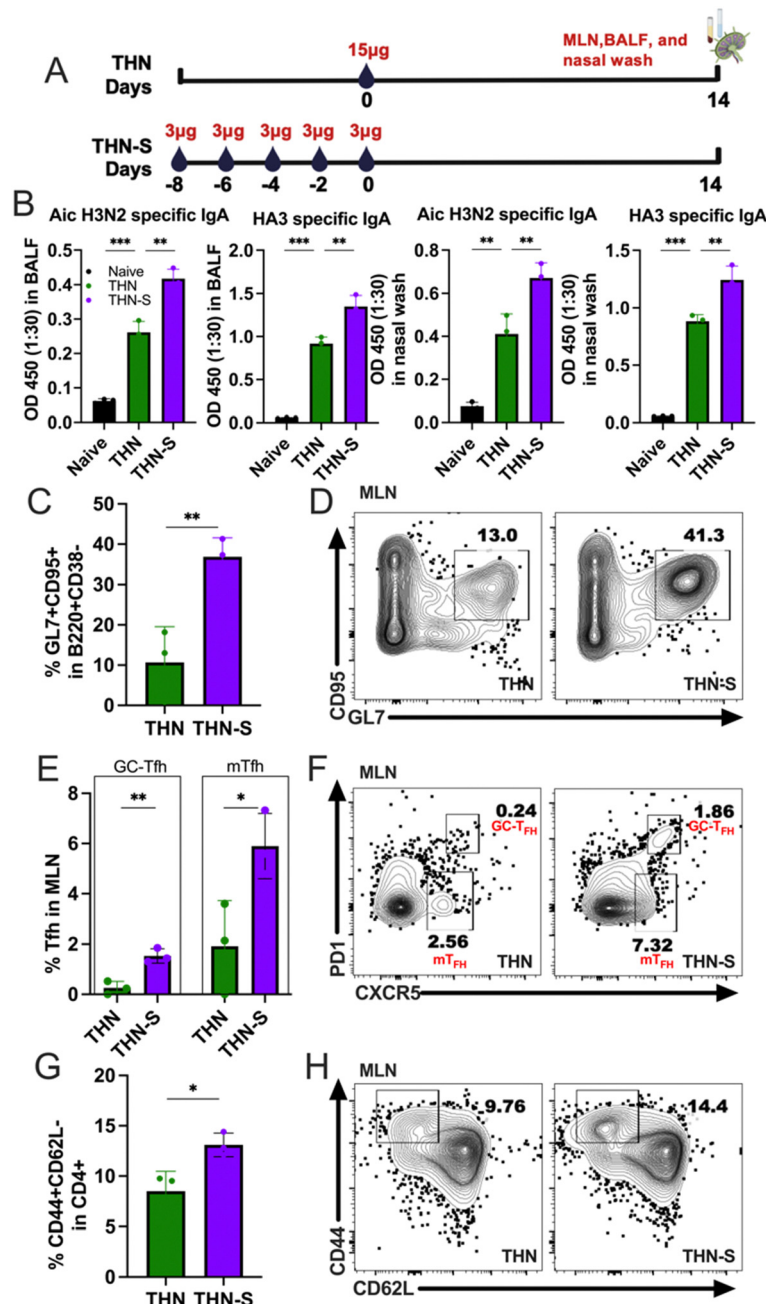 A
THN
Days
15µg
0
MLN,BALF, and
nasal wash
14
THN-S
Days
3µg 3µg 3µg 3µg 3µg
-8 -6 -4 -2 0
14
B
Aic H3N2 specific IgA
OD 450 (1:30) in BALF
0.5
0.4
0.3
0.2
0.1
0.0
*** **
Naive
THN
THN-S
Naive THN THN-S
HA3 specific IgA
OD 450 (1:30) in BALF
2.0
1.5
1.0
0.5
0.0
*** **
Naive THN THN-S
Aic H3N2 specific IgA
OD 450 (1:30)
in nasal wash
0.8
0.6
0.4
0.2
0.0
** **
Naive THN THN-S
HA3 specific IgA
OD 450 (1:30)
in nasal wash
1.5
1.0
0.5
0.0
*** **
Naive THN THN-S
C
% GL7+CD95+
in B220+CD38-
50
40
30
20
10
0
**
THN THN-S
D
MLN
13.0
THN
41.3
THN-S
CD95
GL7
E
GC-Tfh
mTfh
% Tfh in MLN
8
6
4
2
0
**
*
THN THN-S THN THN-S
F
MLN
0.24
GC-TFH
2.56
mTFH
THN
1.86
GC-TFH
7.32
mTFH
THN-S
PD1
CXCR5
G
% CD44+CD62L-
in CD4+
20
15
10
5
0
*
THN THN-S
H
MLN
9.76
THN
14.4
THN-S
CD44
CD62L